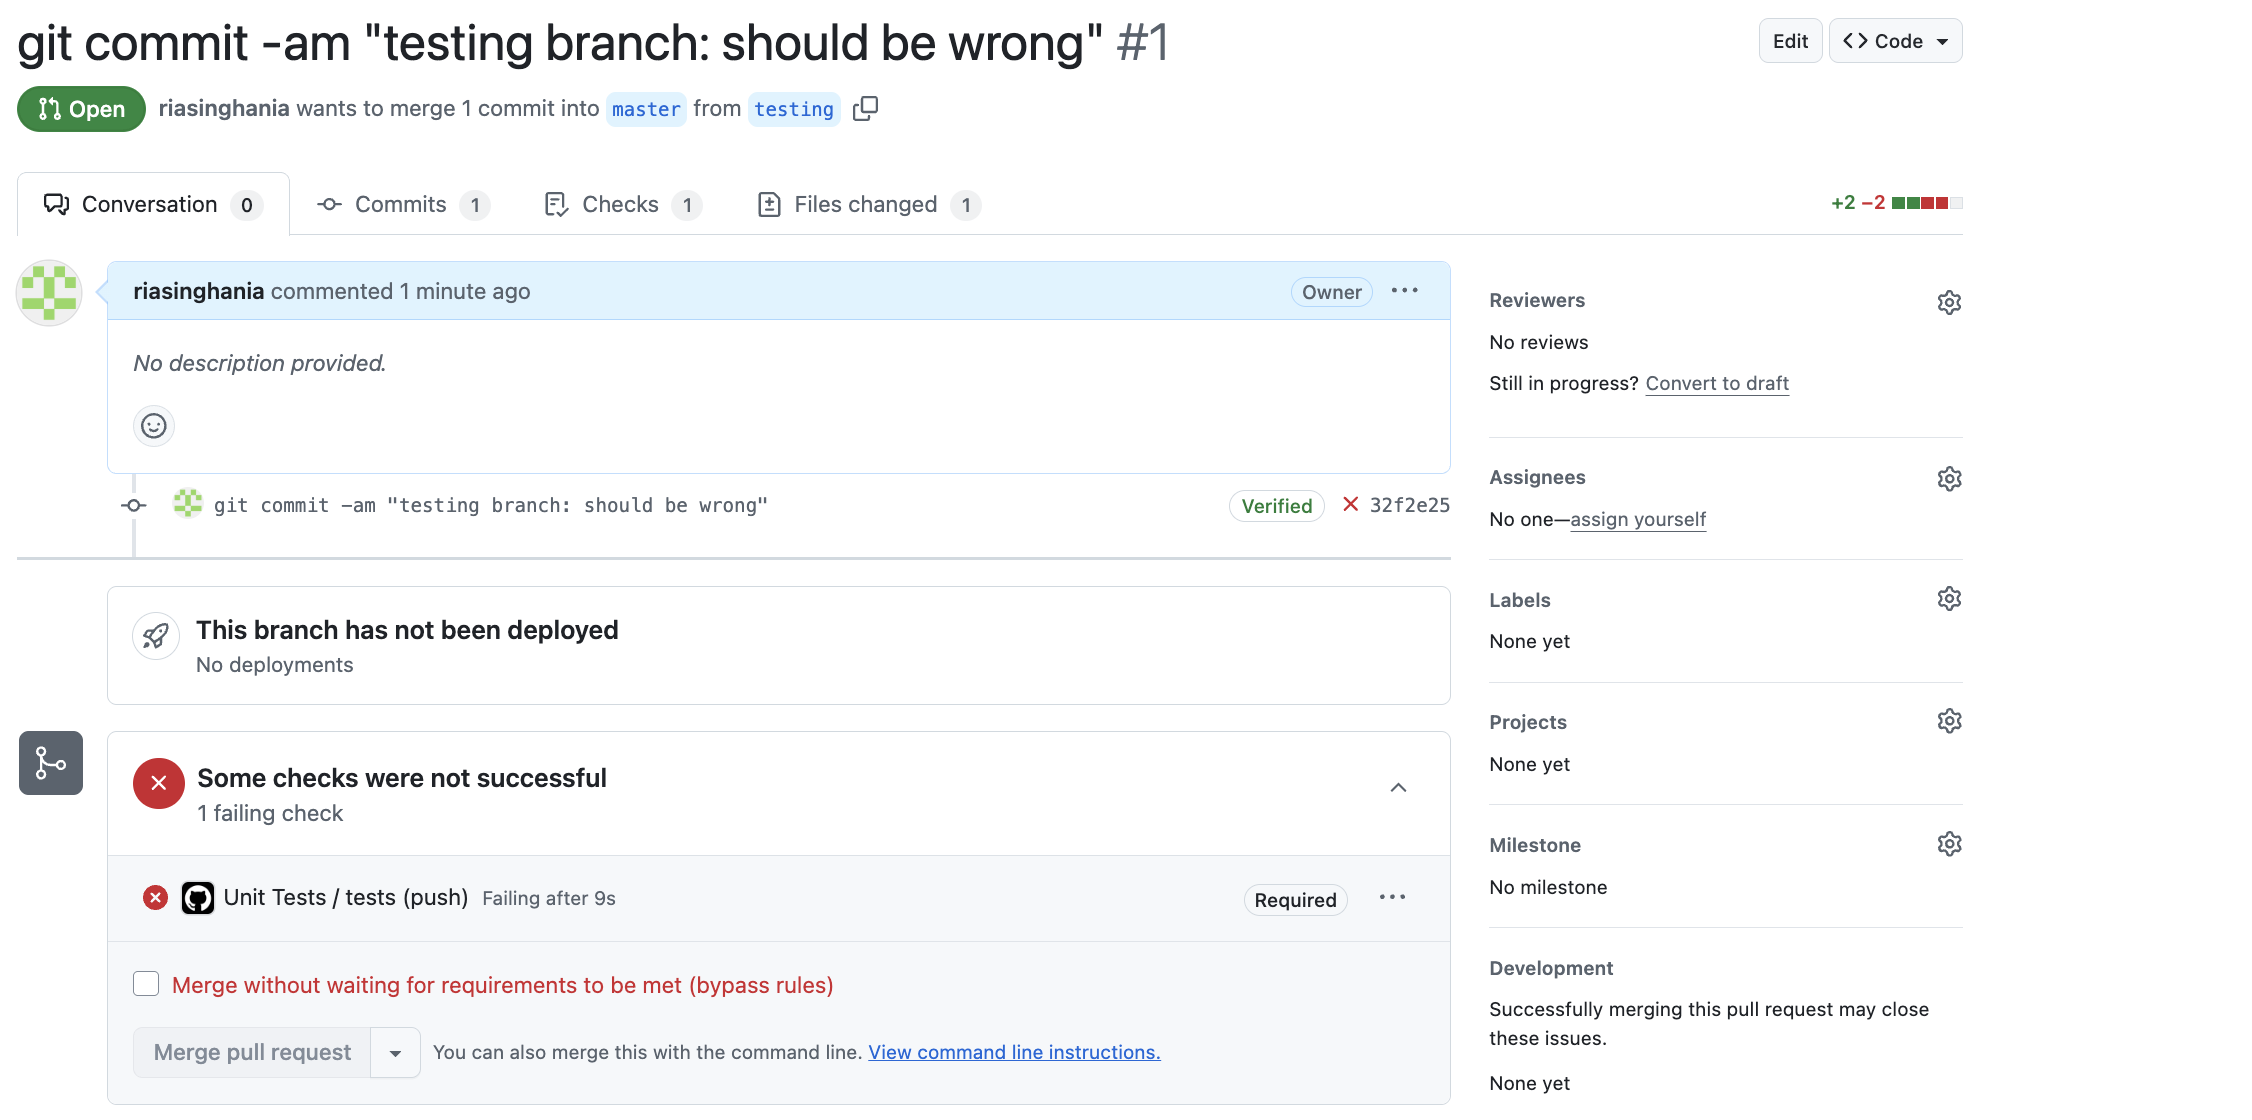 git commit -am "testing branch: should be wrong" #1
Edit
Code
Open
riasinghania wants to merge 1 commit into master from testing
Conversation 0
Commits 1
Checks 1
Files changed 1
+2 −2
riasinghania commented 1 minute ago
Owner
No description provided.
git commit -am "testing branch: should be wrong"
Verified
32f2e25
This branch has not been deployed
No deployments
Some checks were not successful
1 failing check
Unit Tests / tests (push) Failing after 9s
Required
Merge without waiting for requirements to be met (bypass rules)
Merge pull request
You can also merge this with the command line. View command line instructions.
Reviewers
No reviews
Still in progress? Convert to draft
Assignees
No one—assign yourself
Labels
None yet
Projects
None yet
Milestone
No milestone
Development
Successfully merging this pull request may close
these issues.
None yet